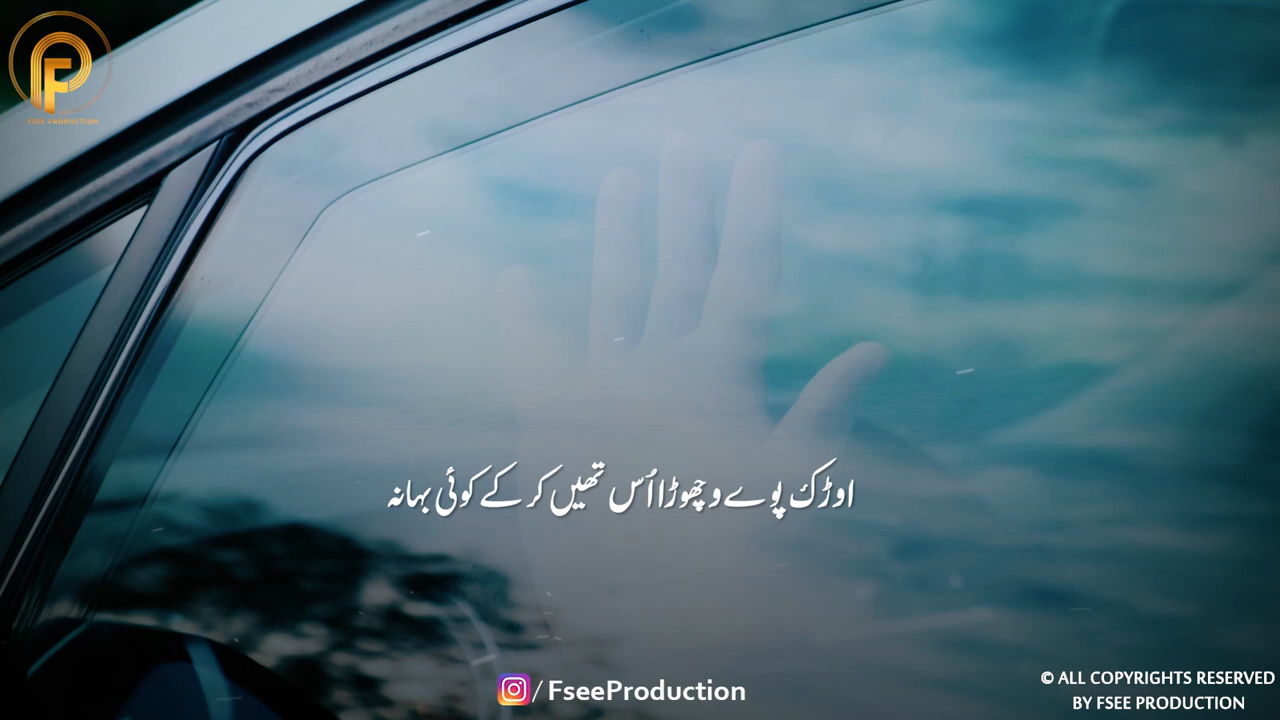 FSEE PRODUCTION
اوڑک پوے وچھوڑا اُس تھیں کر کے کوئی بہانہ
/ FseeProduction
© ALL COPYRIGHTS RESERVED
BY FSEE PRODUCTION